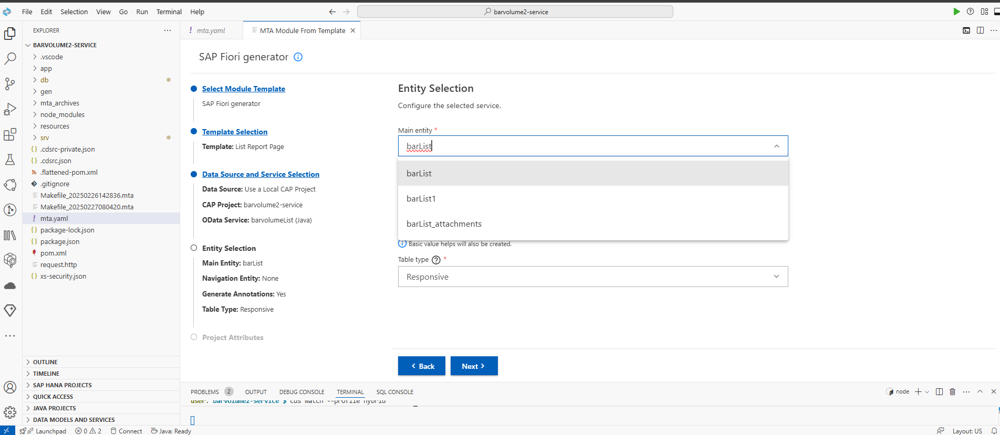 File Edit Selection View Go Run Terminal Help
barvolume2-service
EXPLORER
BARVOLUME2-SERVICE
.vscode
app
db
gen
mta_archives
node_modules
resources
srv
{} .cdsrc-private.json
{} .cdsrc.json
.flattened-pom.xml
.gitignore
Makefile_20250226142836.mta
Makefile_20250227080420.mta
! mta.yaml
{} package-lock.json
{} package.json
pom.xml
request.http
{} xs-security.json
OUTLINE
TIMELINE
SAP HANA PROJECTS
QUICK ACCESS
JAVA PROJECTS
DATA MODELS AND SERVICES
! mta.yaml
MTA Module From Template
SAP Fiori generator
Select Module Template
SAP Fiori generator
Template Selection
Template: List Report Page
Data Source and Service Selection
Data Source: Use a Local CAP Project
CAP Project: barvolume2-service
OData Service: barvolumeList (Java)
Entity Selection
Main Entity: barList
Navigation Entity: None
Generate Annotations: Yes
Table Type: Responsive
Project Attributes
Entity Selection
Configure the selected service.
Main entity *
barList
barList
barList1
barList_attachments
Basic value helps will also be created.
Table type *
Responsive
Back
Next
PROBLEMS 2 OUTPUT DEBUG CONSOLE TERMINAL SQL CONSOLE
node
user: barvolume2-service $ cds watch --profile hybrid
Launchpad 0 2 Connect Java: Ready
Layout: US